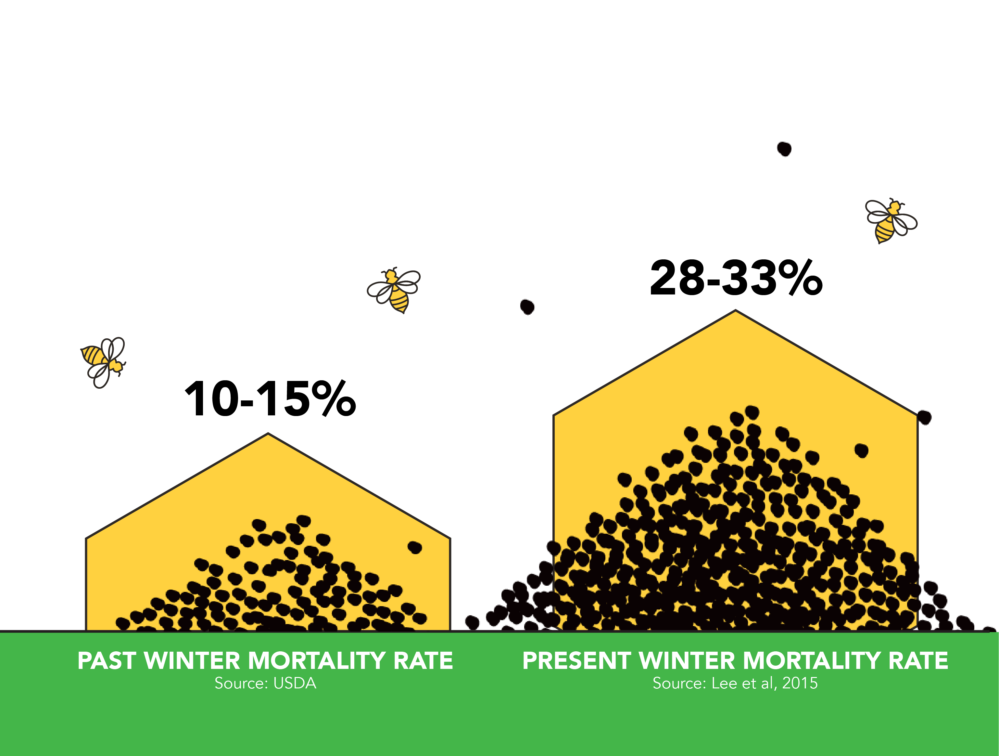 28-33%
10-15%
PAST WINTER MORTALITY RATE
Source: USDA
PRESENT WINTER MORTALITY RATE
Source: Lee et al, 2015